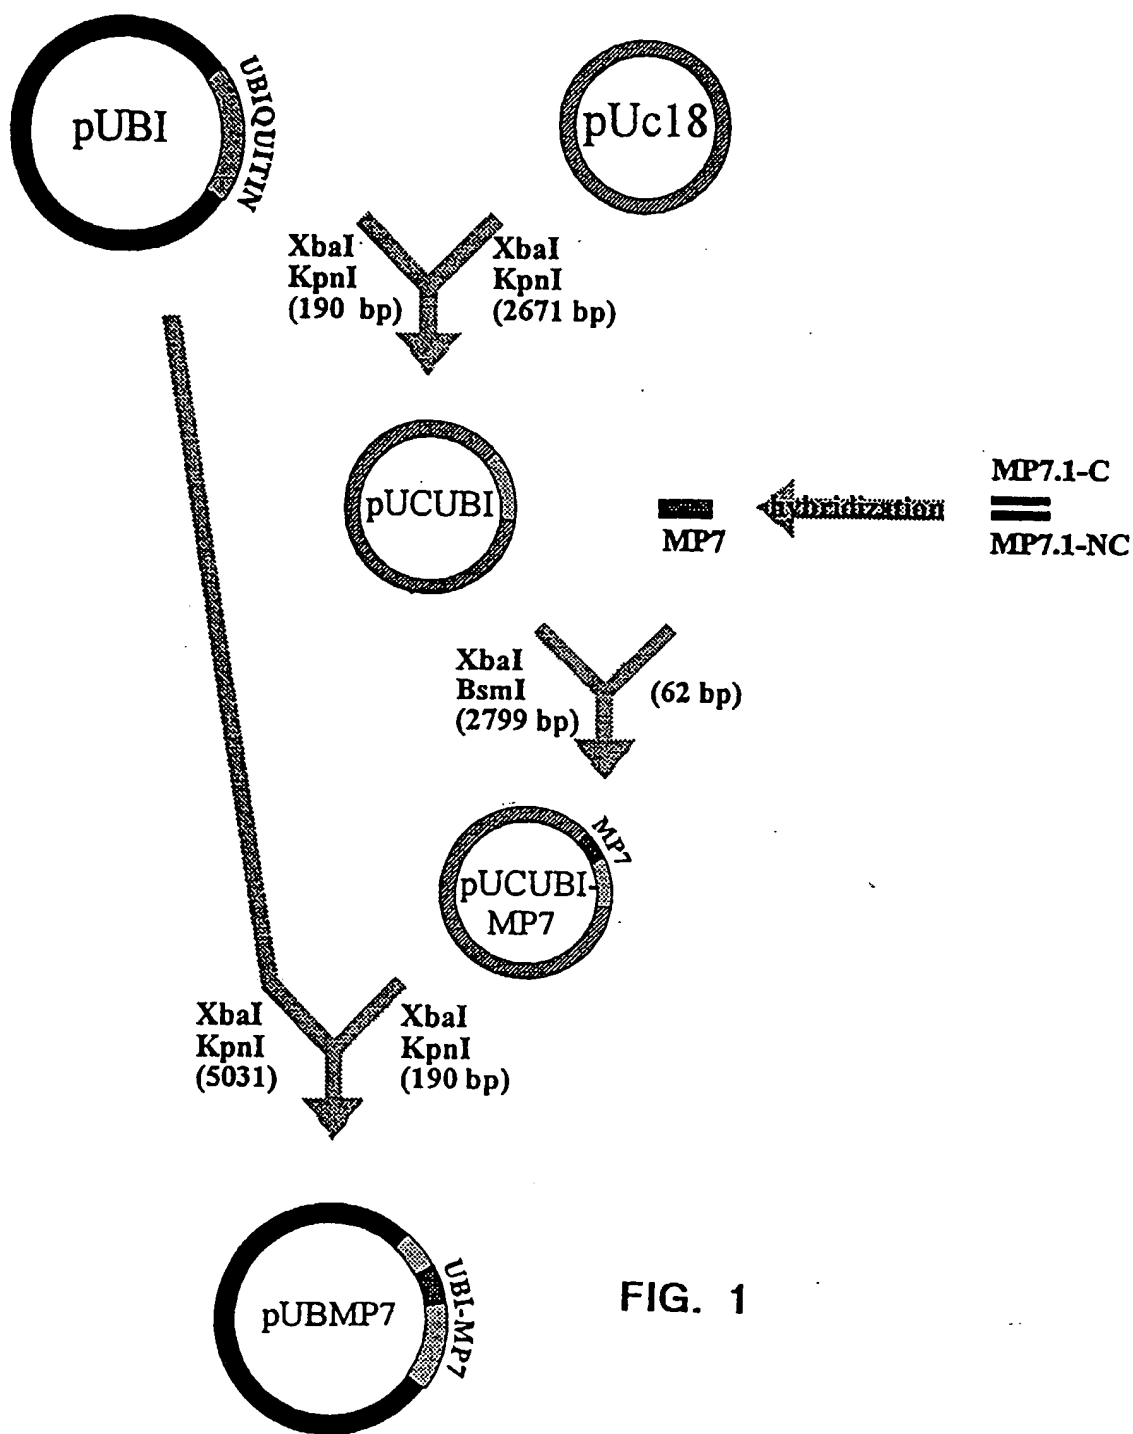 pUBI
UBIQUITIN
pUc18
XbaI
KpnI
(190 bp)
XbaI
KpnI
(2671 bp)
pUCUBI
MP7
hybridization
MP7.1-C
MP7.1-NC
XbaI
BsmI
(2799 bp)
(62 bp)
MP7
pUCUBI-
MP7
XbaI
KpnI
(5031)
XbaI
KpnI
(190 bp)
pUBMP7
UBI-MP7
FIG. 1